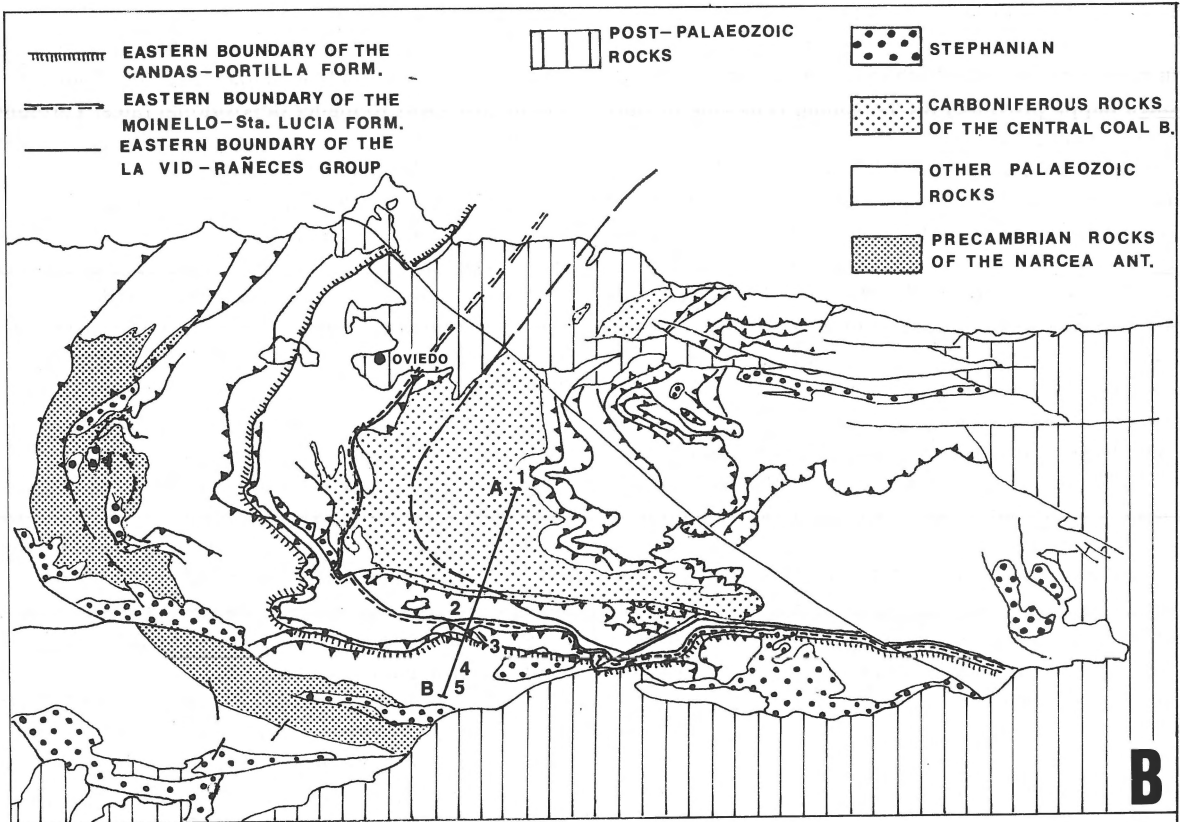 EASTERN BOUNDARY OF THE
CANDAS–PORTILLA FORM.
EASTERN BOUNDARY OF THE
MOINELLO–Sta. LUCIA FORM.
EASTERN BOUNDARY OF THE
LA VID–RAÑECES GROUP
POST–PALAEOZOIC
ROCKS
STEPHANIAN
CARBONIFEROUS ROCKS
OF THE CENTRAL COAL B.
OTHER PALAEOZOIC
ROCKS
PRECAMBRIAN ROCKS
OF THE NARCEA ANT.
OVIEDO
A 1
2
3
4
B 5
B